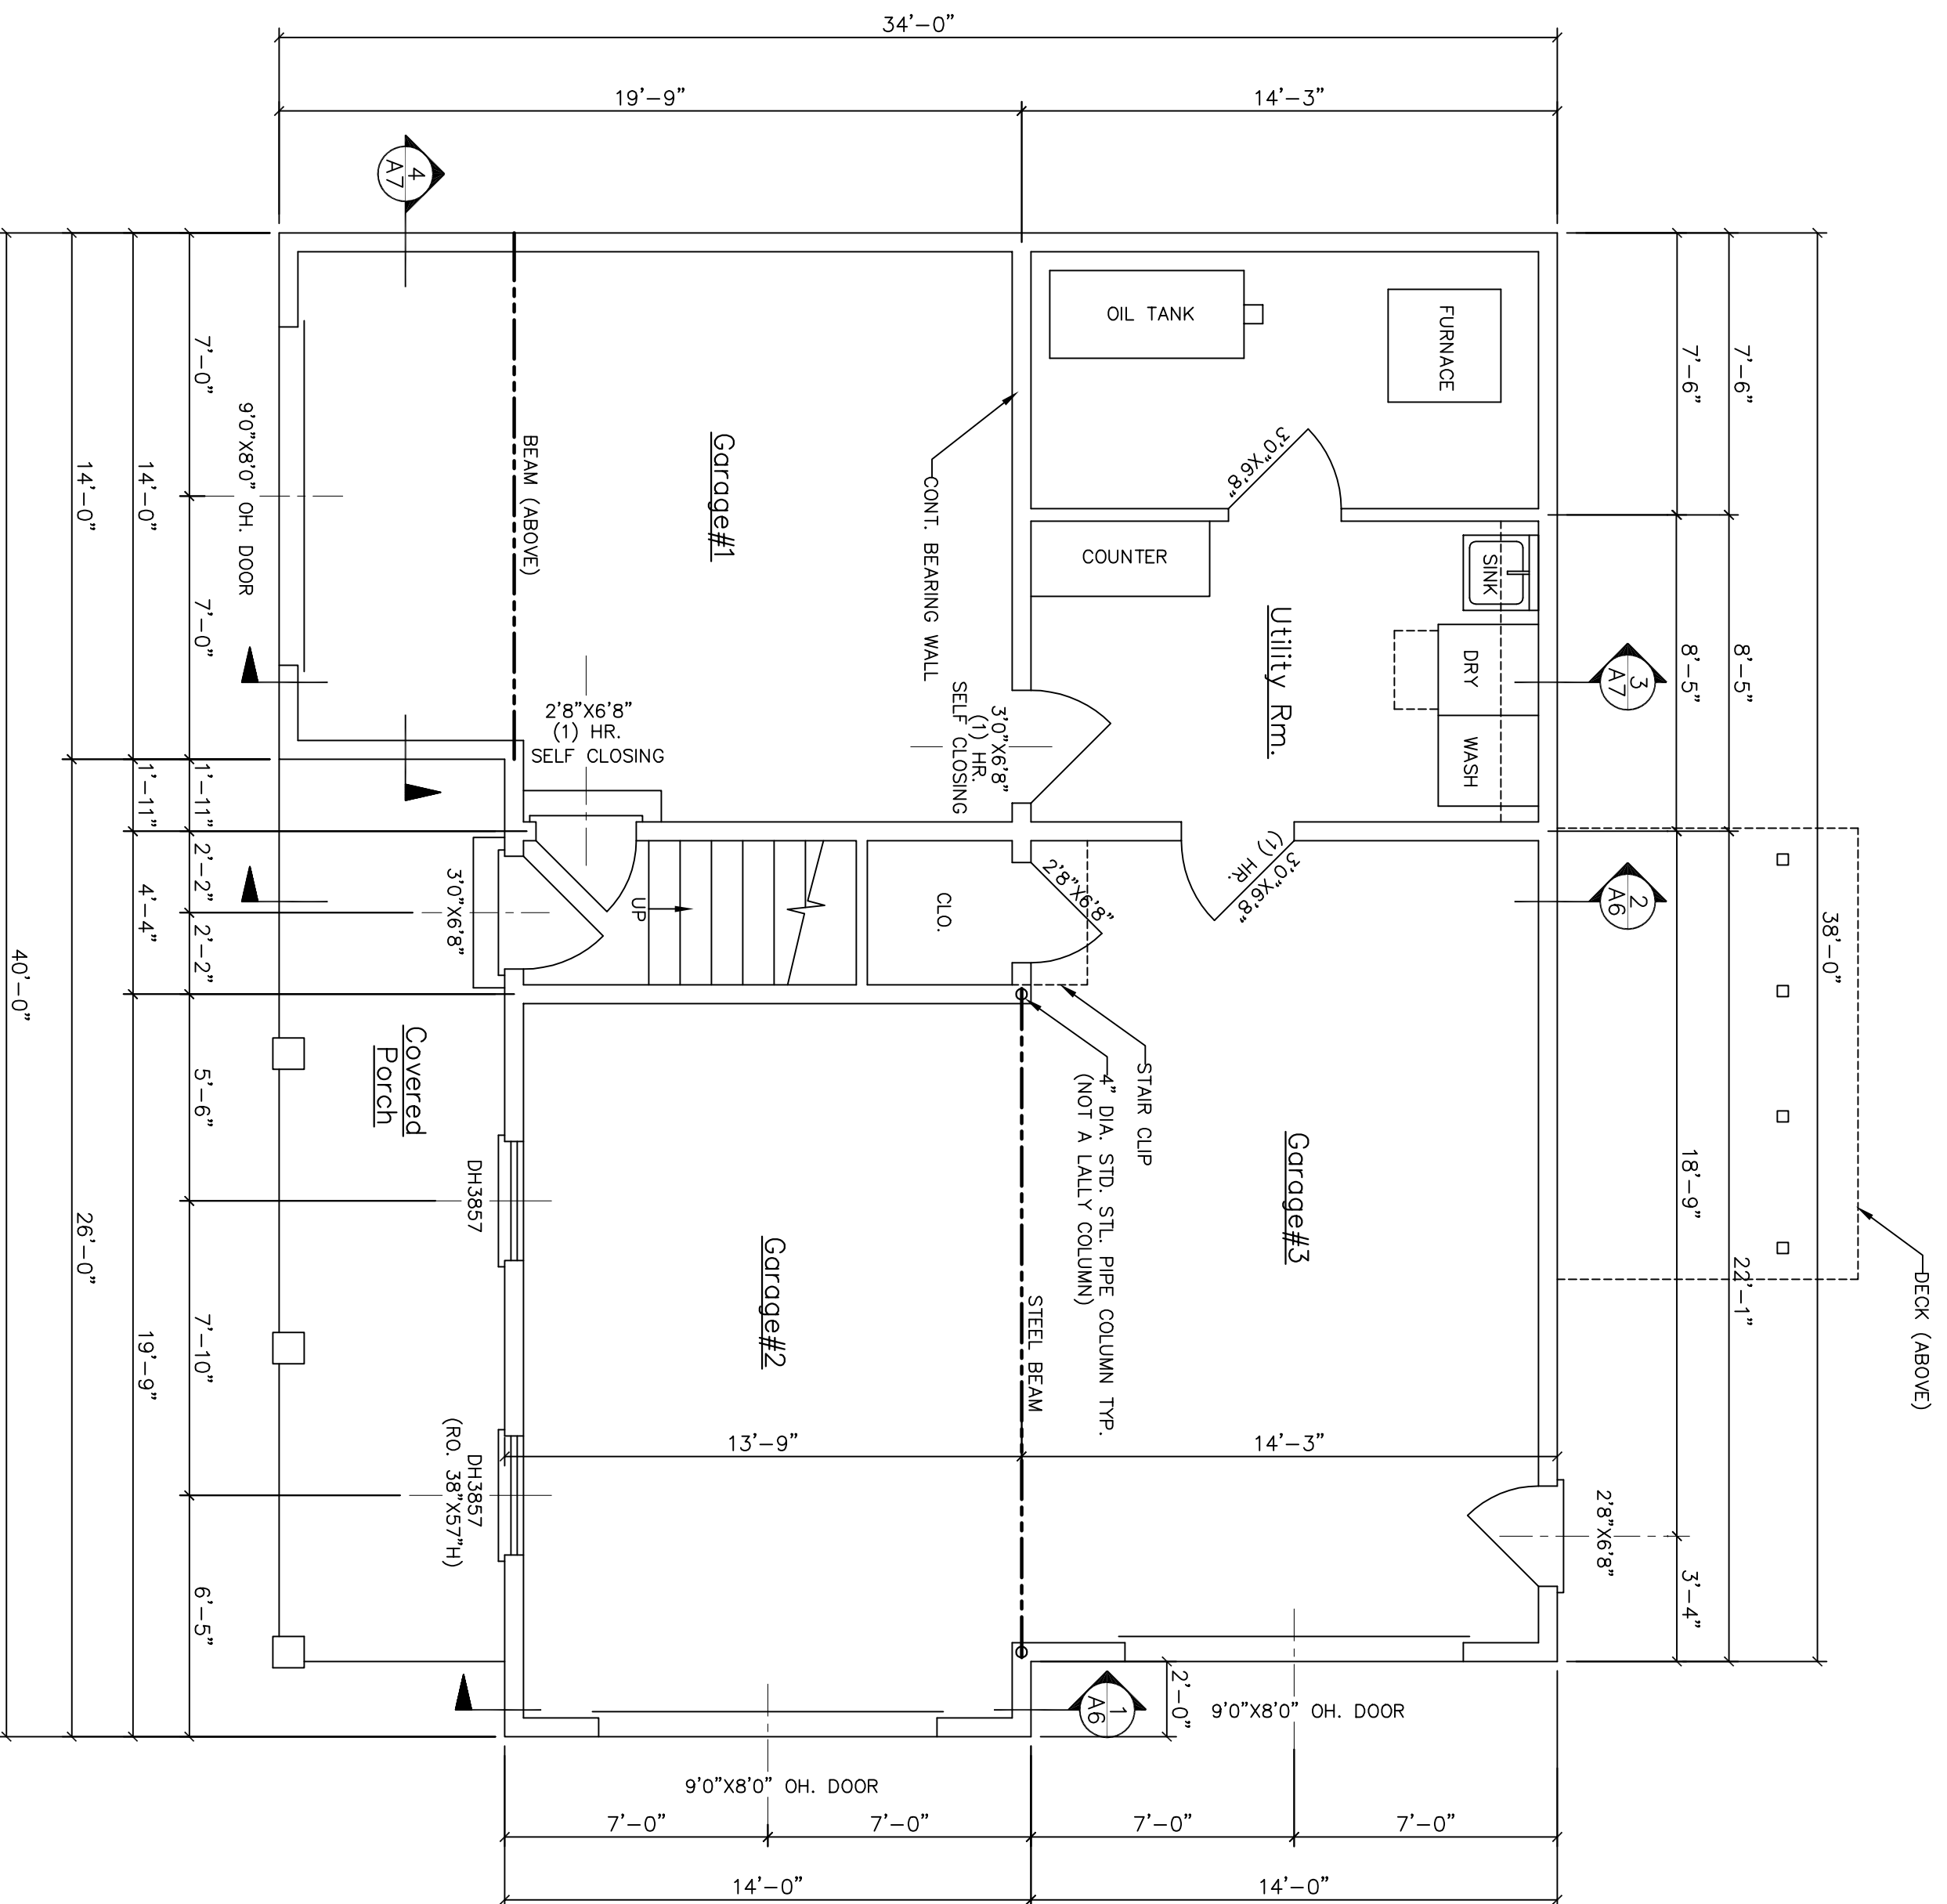 34'-0"
19'-9"
14'-3"
4
A7
OIL TANK
FURNACE
7'-6"
7'-6"
7'-0"
9'0"X8'0" OH. DOOR
14'-0"
14'-0"
BEAM (ABOVE)
Garage#1
CONT. BEARING WALL
3'0"X6'8"
COUNTER
SINK
Utility Rm.
DRY
WASH
3
A7
8'-5"
8'-5"
7'-0"
2'8"X6'8"
(1) HR.
SELF CLOSING
3'0"X6'8"
(1) HR.
SELF CLOSING
1'-11"
1'-11"
2'-2"
4'-4"
2'-2"
3'0"X6'8"
UP
CLO.
2'8"X6'8"
3'0"X6'8"
(1) HR.
2
A6
38'-0"
40'-0"
Covered
Porch
STAIR CLIP
4" DIA. STD. STL. PIPE COLUMN TYP.
(NOT A LALLY COLUMN)
5'-6"
DH3857
Garage#2
Garage#3
STEEL BEAM
18'-9"
22'-1"
DECK (ABOVE)
26'-0"
19'-9"
7'-10"
DH3857
(RO. 38"X57"H)
13'-9"
14'-3"
2'8"X6'8"
3'-4"
6'-5"
1
A6
2'-0"
9'0"X8'0" OH. DOOR
9'0"X8'0" OH. DOOR
7'-0"
7'-0"
7'-0"
7'-0"
14'-0"
14'-0"